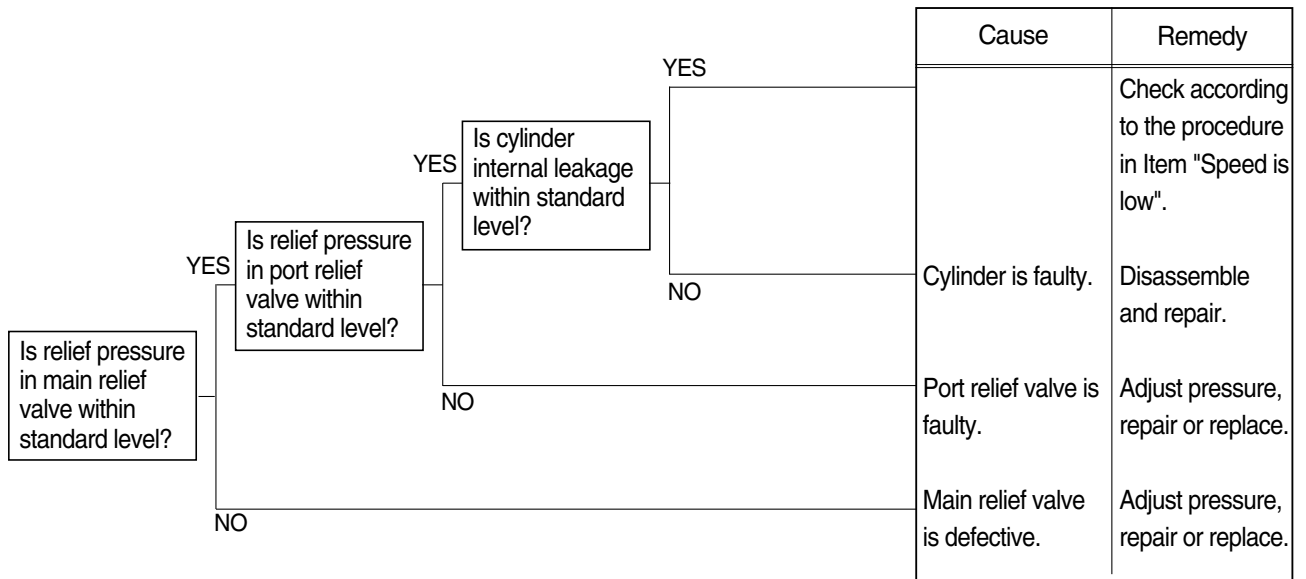 Cause
Remedy
YES
Check according
to the procedure
in Item "Speed is
low".
YES
Is cylinder
internal leakage
within standard
level?
NO
Cylinder is faulty.
Disassemble
and repair.
YES
Is relief pressure
in port relief
valve within
standard level?
NO
Port relief valve is
faulty.
Adjust pressure,
repair or replace.
Is relief pressure
in main relief
valve within
standard level?
NO
Main relief valve
is defective.
Adjust pressure,
repair or replace.